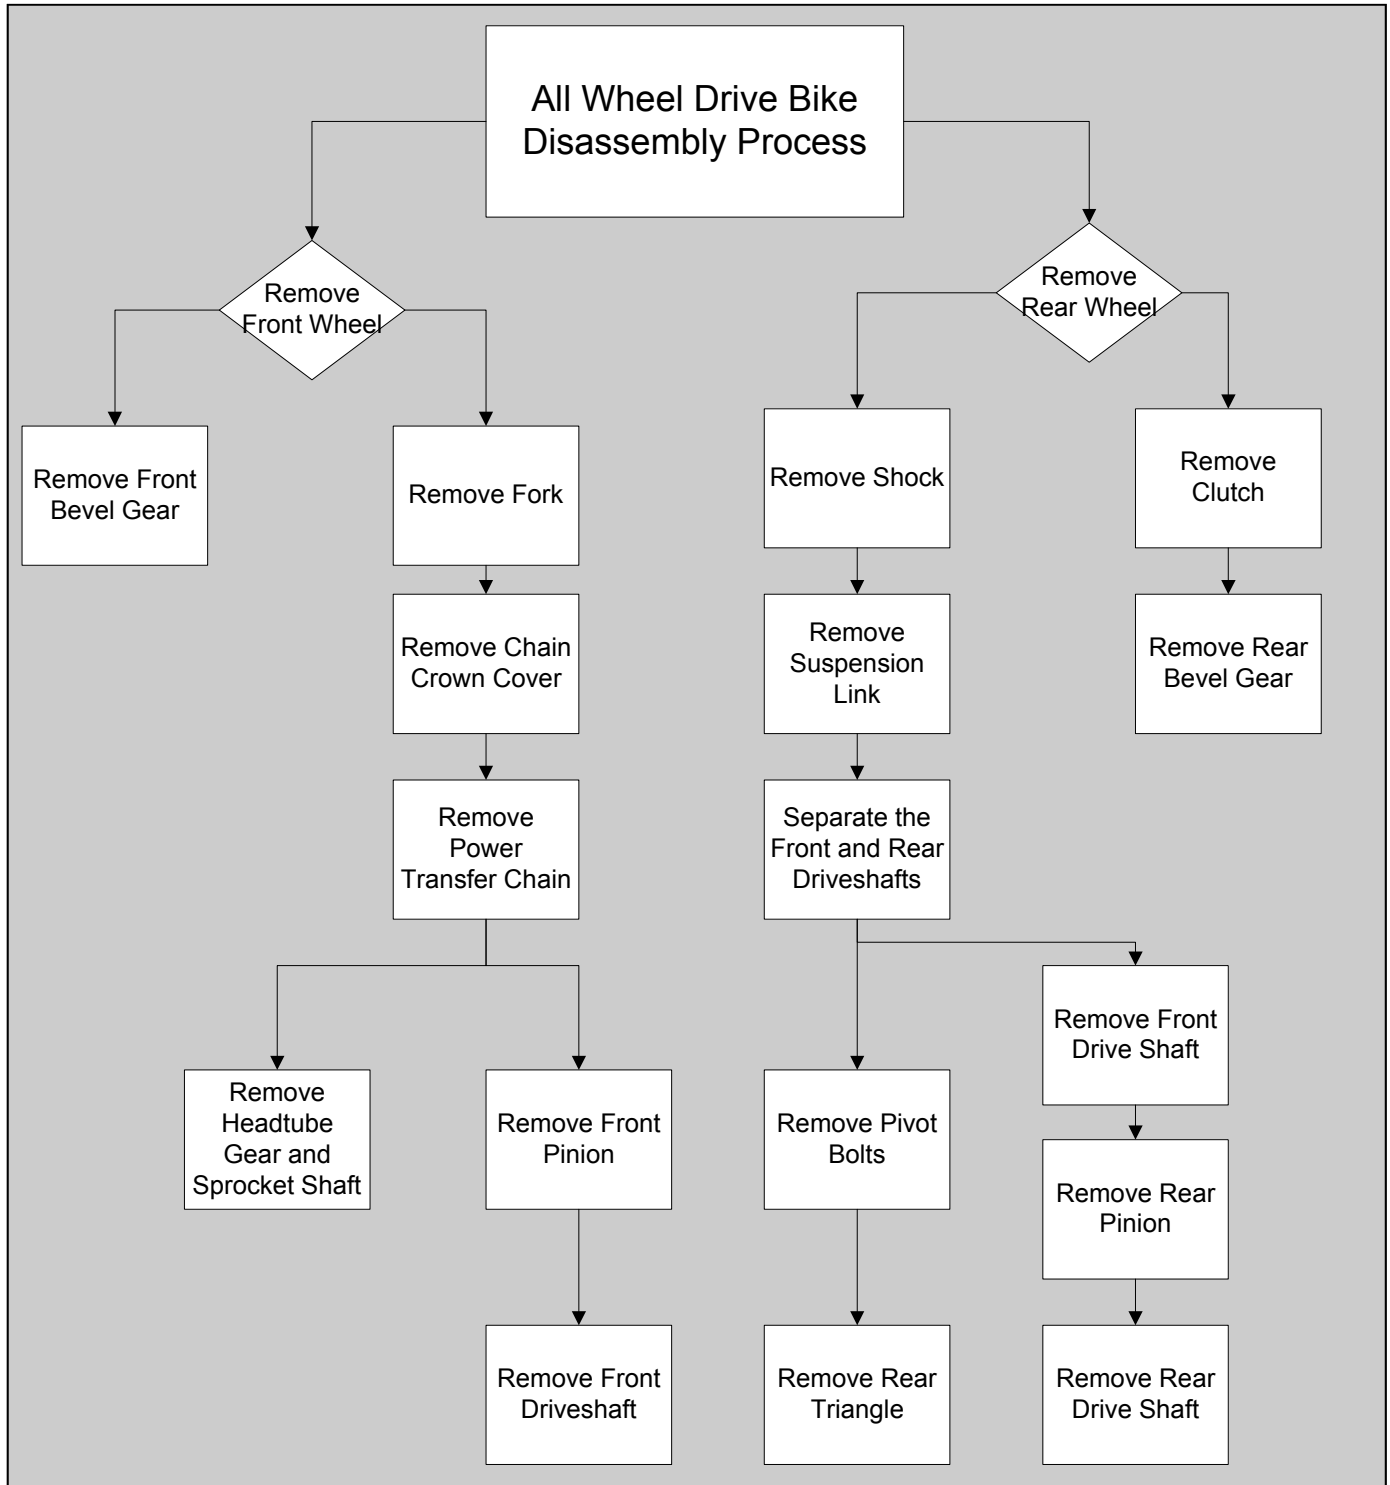 All Wheel Drive Bike
Disassembly Process
Remove
Front Wheel
Remove
Rear Wheel
Remove Front
Bevel Gear
Remove Fork
Remove Shock
Remove
Clutch
Remove Chain
Crown Cover
Remove
Suspension
Link
Remove Rear
Bevel Gear
Remove
Power
Transfer Chain
Separate the
Front and Rear
Driveshafts
Remove Front
Drive Shaft
Remove
Headtube
Gear and
Sprocket Shaft
Remove Front
Pinion
Remove Pivot
Bolts
Remove Rear
Pinion
Remove Front
Driveshaft
Remove Rear
Triangle
Remove Rear
Drive Shaft